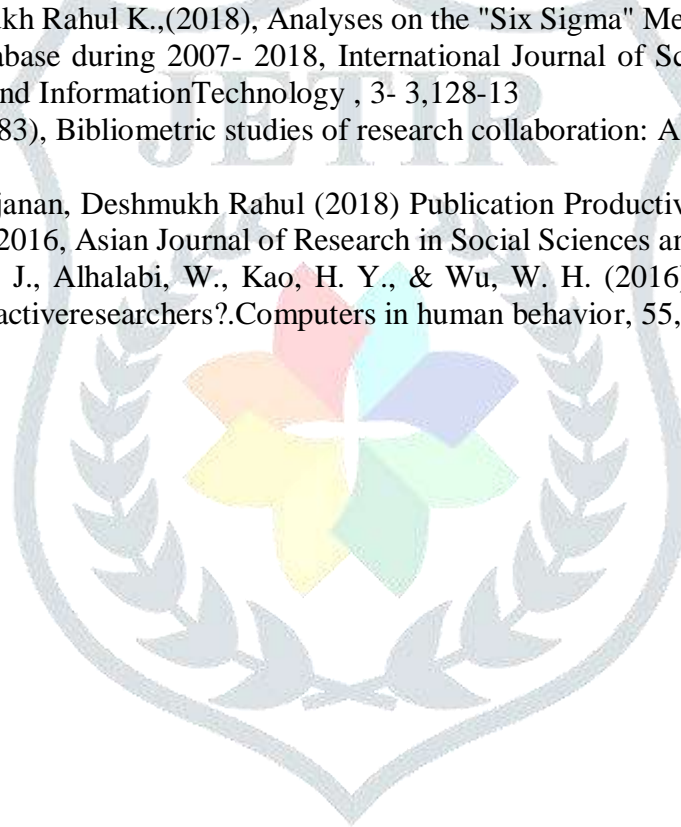 ukh Rahul K.,(2018), Analyses on the "Six Sigma" Me
abase during 2007- 2018, International Journal of Sc
nd InformationTechnology , 3- 3,128-13
83), Bibliometric studies of research collaboration: A
JETIR
janan, Deshmukh Rahul (2018) Publication Productiv
2016, Asian Journal of Research in Social Sciences an
J., Alhalabi, W., Kao, H. Y., & Wu, W. H. (2016)
activeresearchers?.Computers in human behavior, 55,